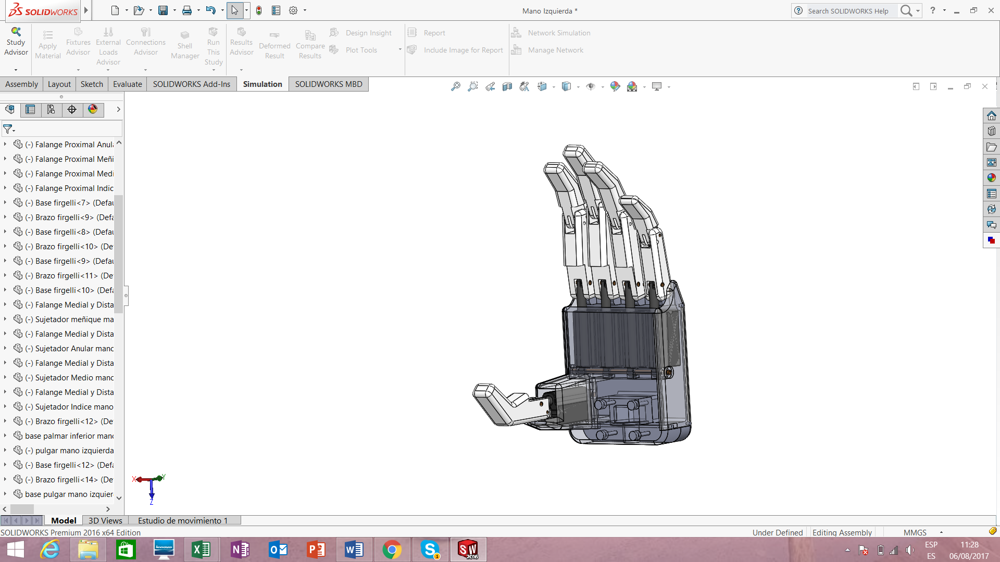 SOLIDWORKS
Mano Izquierda *
Search SOLIDWORKS Help
?
Study Advisor
Apply Material
Fixtures Advisor
External Loads Advisor
Connections Advisor
Shell Manager
Run This Study
Results Advisor
Deformed Result
Compare Results
Design Insight
Plot Tools
Report
Include Image for Report
Network Simulation
Manage Network
Assembly
Layout
Sketch
Evaluate
SOLIDWORKS Add-Ins
Simulation
SOLIDWORKS MBD
(-) Falange Proximal Anula
(-) Falange Proximal Meñi
(-) Falange Proximal Medi
(-) Falange Proximal Indic
(-) Base firgelli<7> (Defau
(-) Brazo firgelli<9> (Defa
(-) Base firgelli<8> (Defau
(-) Brazo firgelli<10> (De
(-) Base firgelli<9> (Defau
(-) Brazo firgelli<11> (De
(-) Base firgelli<10> (Defa
(-) Falange Medial y Dista
(-) Sujetador meñique ma
(-) Falange Medial y Dista
(-) Sujetador Anular mano
(-) Falange Medial y Dista
(-) Sujetador Medio mano
(-) Falange Medial y Dista
(-) Sujetador Indice mano
(-) Brazo firgelli<12> (De
base palmar inferior mano
(-) pulgar mano izquierda
(-) Base firgelli<12> (Defa
(-) Brazo firgelli<14> (De
base pulgar mano izquier
X
Y
Z
Model
3D Views
Estudio de movimiento 1
SOLIDWORKS Premium 2016 x64 Edition
Under Defined
Editing Assembly
MMGS
lenovo
SW
2016
1
ESP
ES
11:28
06/08/2017